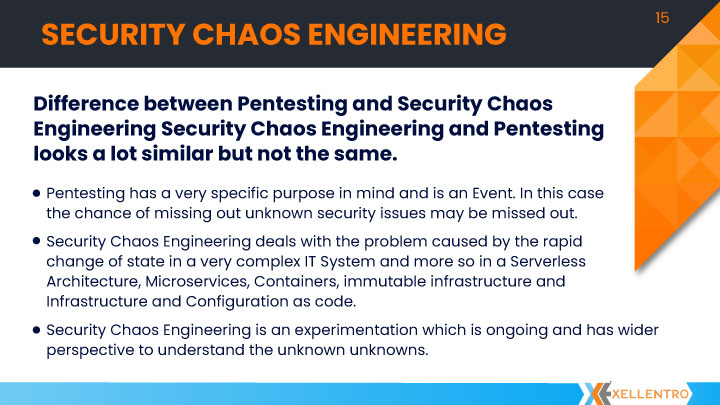 15
SECURITY CHAOS ENGINEERING
Difference between Pentesting and Security Chaos
Engineering Security Chaos Engineering and Pentesting
looks a lot similar but not the same.
• Pentesting has a very specific purpose in mind and is an Event. In this case
the chance of missing out unknown security issues may be missed out.
• Security Chaos Engineering deals with the problem caused by the rapid
change of state in a very complex IT System and more so in a Serverless
Architecture, Microservices, Containers, immutable infrastructure and
Infrastructure and Configuration as code.
• Security Chaos Engineering is an experimentation which is ongoing and has wider
perspective to understand the unknown unknowns.
XELLENTRO